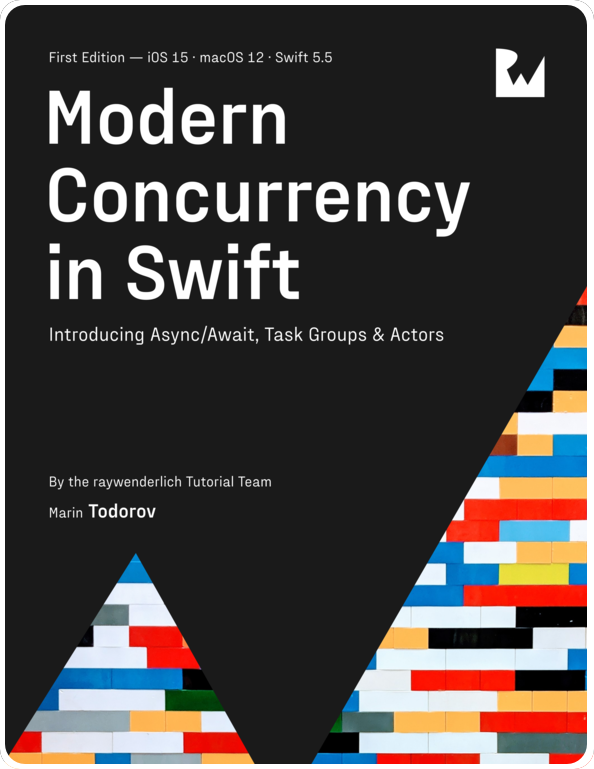 First Edition — iOS 15 · macOS 12 · Swift 5.5
Modern
Concurrency
in Swift
Introducing Async/Await, Task Groups & Actors
By the raywenderlich Tutorial Team
Marin Todorov